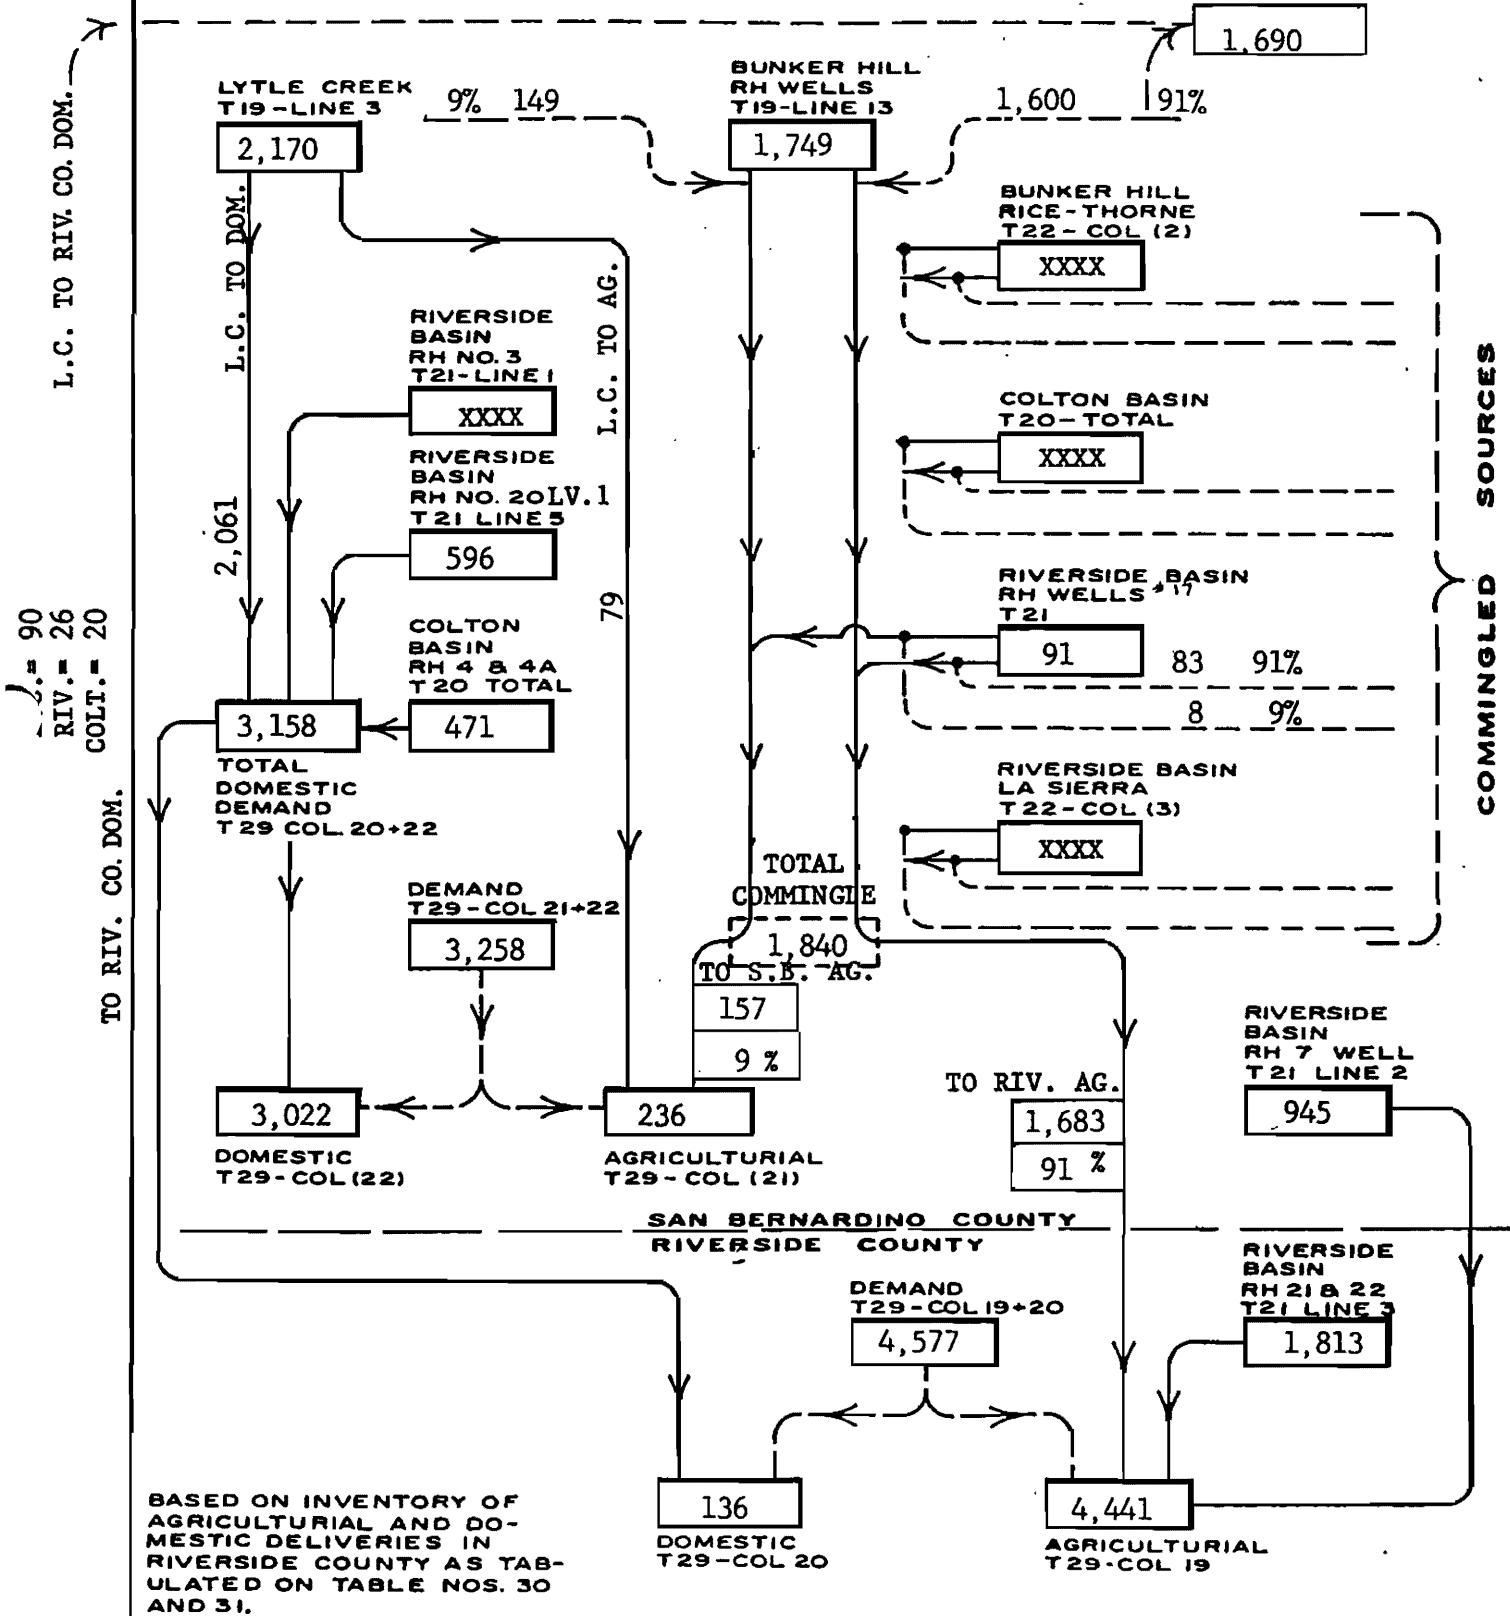 1,690
L.C. TO RIV. CO. DOM.
LYTLE CREEK
T19-LINE 3
2,170
9% 149
BUNKER HILL
RH WELLS
T19-LINE 13
1,749
1,600 91%
L.C. TO DOM.
2,061
L.C. TO AG.
79
BUNKER HILL
RICE-THORNE
T22-COL (2)
XXXX
RIVERSIDE
BASIN
RH NO. 3
T21-LINE 1
XXXX
COLTON BASIN
T20-TOTAL
XXXX
RIVERSIDE
BASIN
RH NO. 20 LV.1
T21 LINE 5
596
RIVERSIDE BASIN
RH WELLS #17
T21
91
83 91%
8 9%
COMMINGLED SOURCES
= 90
RIV.= 26
COLT.= 20
COLTON
BASIN
RH 4 & 4A
T20 TOTAL
471
3,158
TOTAL
DOMESTIC
DEMAND
T29 COL. 20+22
TO RIV. CO. DOM.
RIVERSIDE BASIN
LA SIERRA
T22-COL (3)
XXXX
TOTAL
COMMINGLE
1,840
TO S.B. AG.
157
9 %
DEMAND
T29-COL 21+22
3,258
3,022
DOMESTIC
T29-COL (22)
236
AGRICULTURIAL
T29-COL (21)
TO RIV. AG.
1,683
91 %
RIVERSIDE
BASIN
RH 7 WELL
T21 LINE 2
945
SAN BERNARDINO COUNTY
RIVERSIDE COUNTY
RIVERSIDE
BASIN
RH 21 & 22
T21 LINE 3
1,813
DEMAND
T29-COL 19+20
4,577
136
DOMESTIC
T29-COL 20
4,441
AGRICULTURIAL
T29-COL 19
BASED ON INVENTORY OF
AGRICULTURIAL AND DO-
MESTIC DELIVERIES IN
RIVERSIDE COUNTY AS TAB-
ULATED ON TABLE NOS. 30
AND 31.